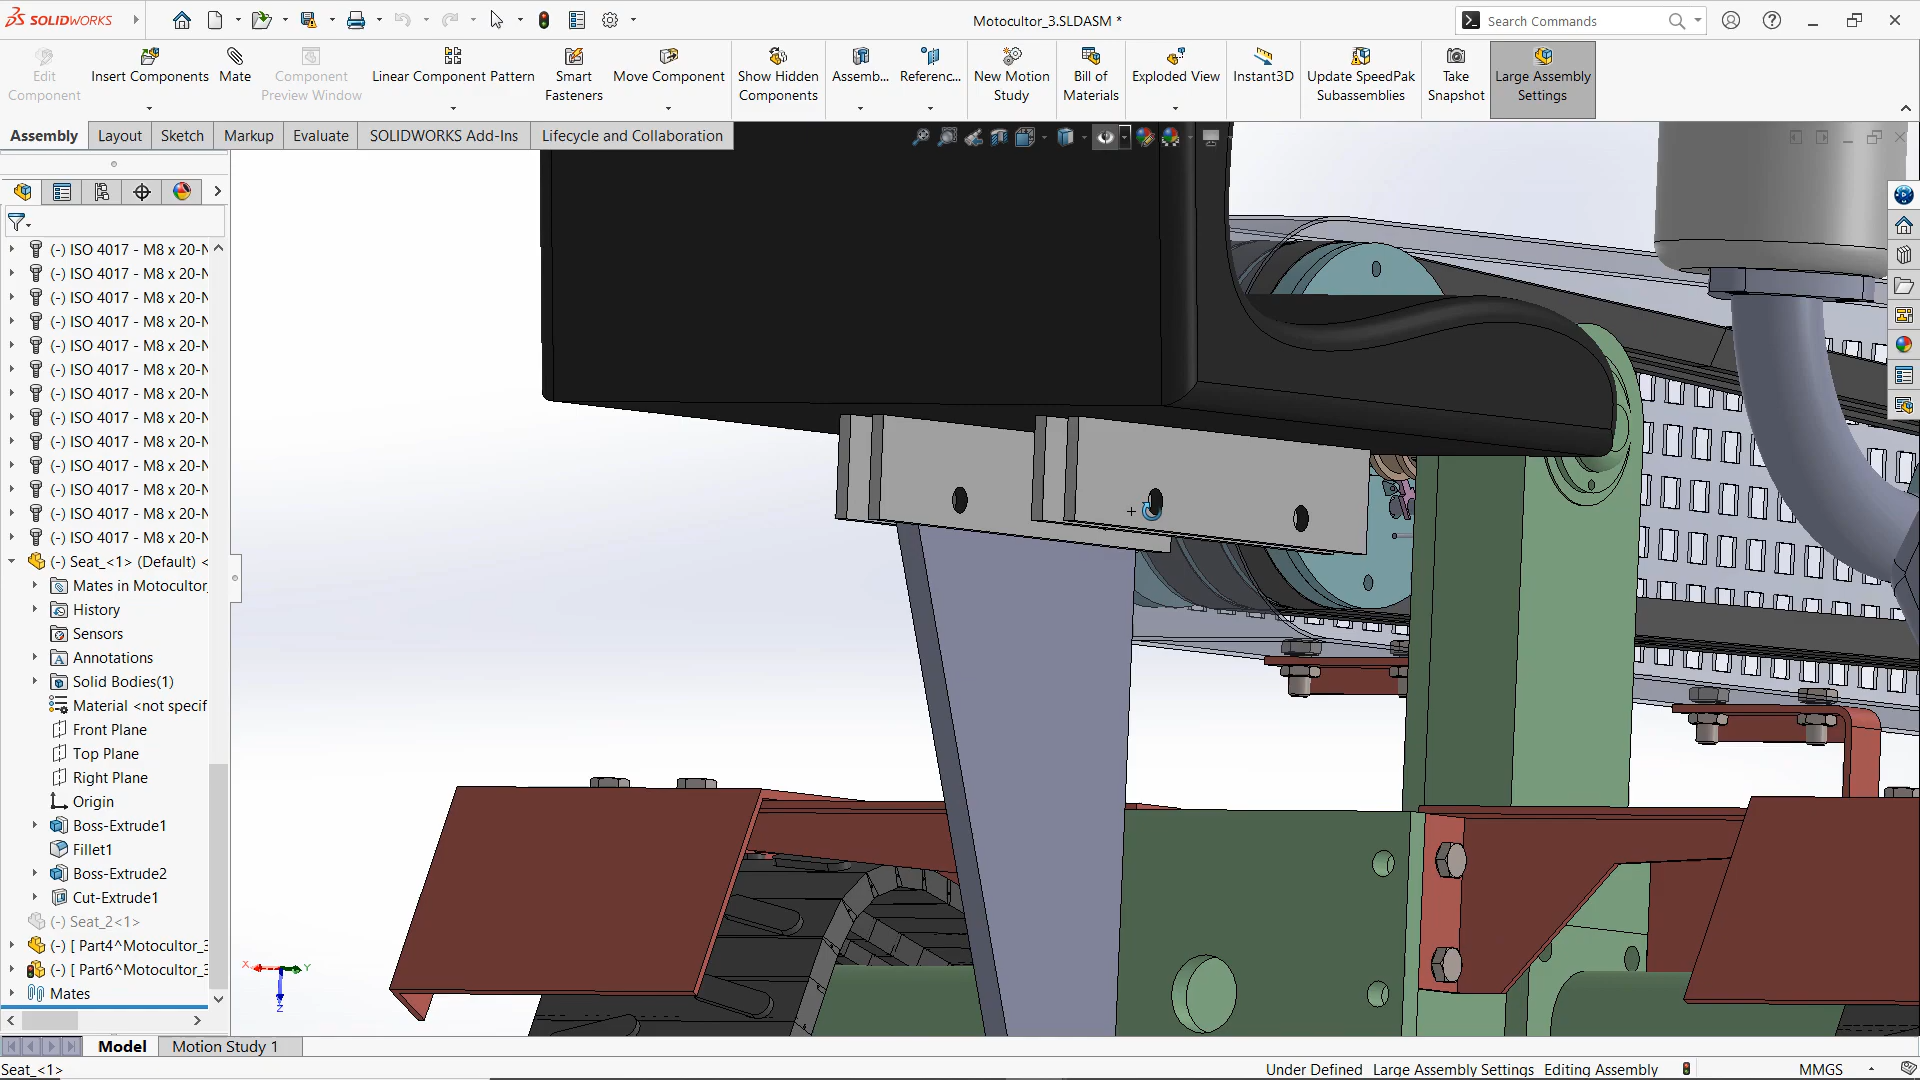 SOLIDWORKS
Motocultor_3.SLDASM *
Search Commands
Edit Component
Insert Components
Mate
Component Preview Window
Linear Component Pattern
Smart Fasteners
Move Component
Show Hidden Components
Assemb...
Referenc...
New Motion Study
Bill of Materials
Exploded View
Instant3D
Update SpeedPak Subassemblies
Take Snapshot
Large Assembly Settings
Assembly
Layout
Sketch
Markup
Evaluate
SOLIDWORKS Add-Ins
Lifecycle and Collaboration
(-) ISO 4017 - M8 x 20-N
(-) ISO 4017 - M8 x 20-N
(-) ISO 4017 - M8 x 20-N
(-) ISO 4017 - M8 x 20-N
(-) ISO 4017 - M8 x 20-N
(-) ISO 4017 - M8 x 20-N
(-) ISO 4017 - M8 x 20-N
(-) ISO 4017 - M8 x 20-N
(-) ISO 4017 - M8 x 20-N
(-) ISO 4017 - M8 x 20-N
(-) ISO 4017 - M8 x 20-N
(-) ISO 4017 - M8 x 20-N
(-) ISO 4017 - M8 x 20-N
(-) Seat_<1> (Default) <
Mates in Motocultor_
History
Sensors
Annotations
Solid Bodies(1)
Material <not specif
Front Plane
Top Plane
Right Plane
Origin
Boss-Extrude1
Fillet1
Boss-Extrude2
Cut-Extrude1
(-) Seat_2<1>
(-) [ Part4^Motocultor_3
(-) [ Part6^Motocultor_3
Mates
X
Y
Z
Model
Motion Study 1
Seat_<1>
Under Defined
Large Assembly Settings
Editing Assembly
MMGS